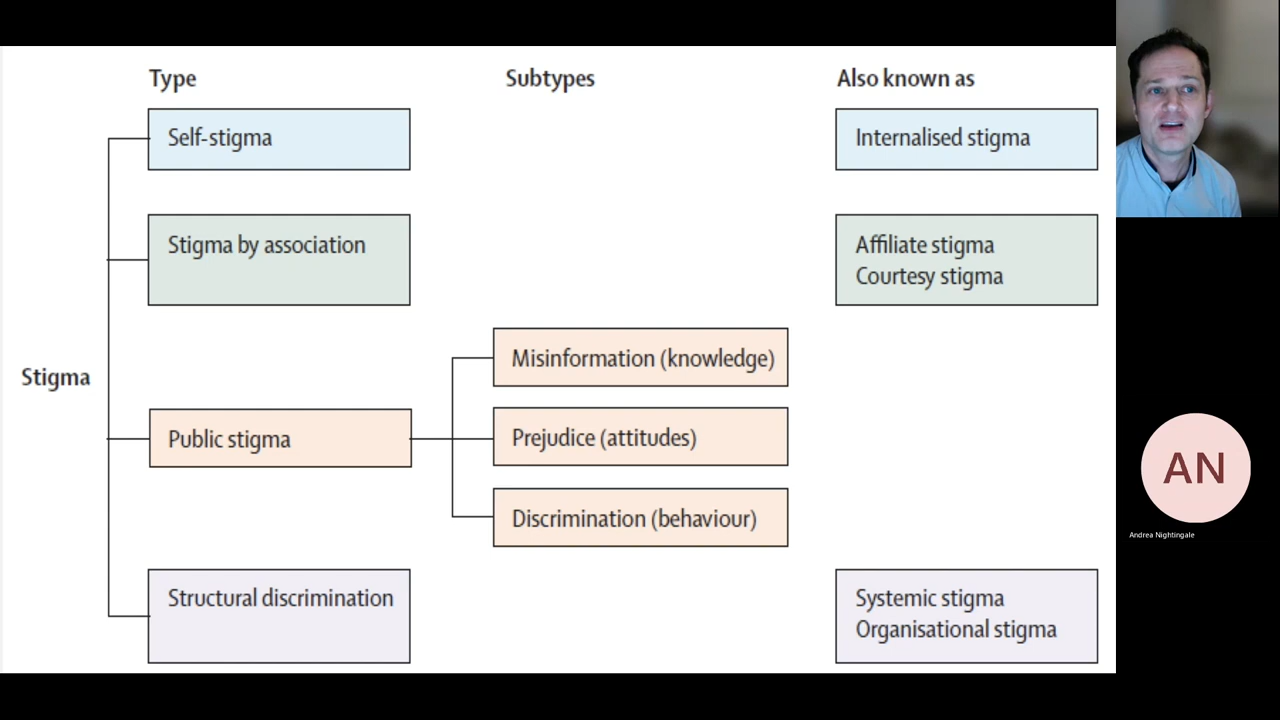 Type Subtypes Also known as
Self-stigma Internalised stigma
Stigma by association Affiliate stigma
Courtesy stigma
Misinformation (knowledge)
Stigma
Public stigma Prejudice (attitudes)
Discrimination (behaviour)
Structural discrimination Systemic stigma
Organisational stigma
AN
Andrea Nightingale